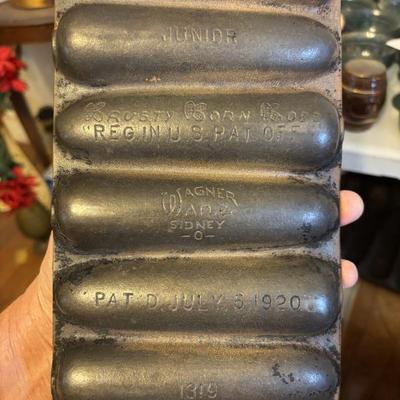 JUNIOR
KRUSTY KORN KOBS
"REG. IN U.S. PAT. OFF."
WAGNER
WARE
SIDNEY
-O-
"PAT'D. JULY. 6. 1920"
1319